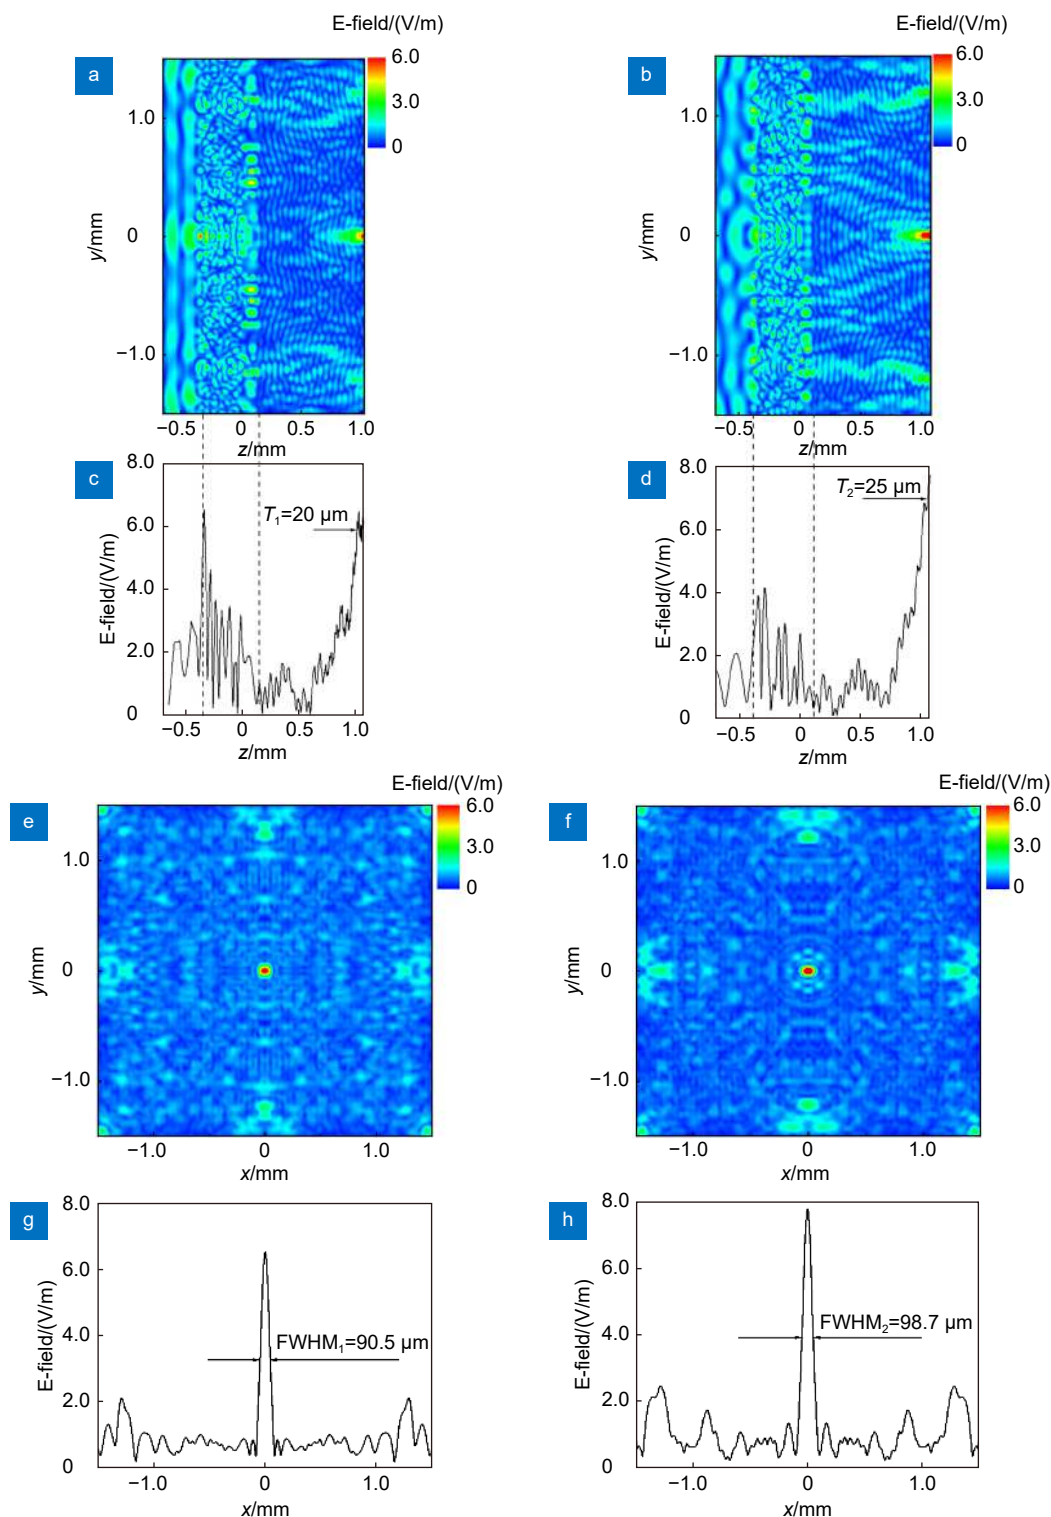 E-field/(V/m)
E-field/(V/m)
a
6.0
3.0
0
1.0
0
−1.0
y/mm
−0.5
0
0.5
1.0
z/mm
b
6.0
3.0
0
1.0
0
−1.0
y/mm
−0.5
0
0.5
1.0
z/mm
c
8.0
6.0
4.0
2.0
0
E-field/(V/m)
T₁=20 μm
−0.5
0
0.5
1.0
z/mm
d
8.0
6.0
4.0
2.0
0
E-field/(V/m)
T₂=25 μm
−0.5
0
0.5
1.0
z/mm
E-field/(V/m)
E-field/(V/m)
e
6.0
3.0
0
1.0
0
−1.0
y/mm
−1.0
0
1.0
x/mm
f
6.0
3.0
0
1.0
0
−1.0
y/mm
−1.0
0
1.0
x/mm
g
8.0
6.0
4.0
2.0
0
E-field/(V/m)
FWHM₁=90.5 μm
−1.0
0
1.0
x/mm
h
8.0
6.0
4.0
2.0
0
E-field/(V/m)
FWHM₂=98.7 μm
−1.0
0
1.0
x/mm